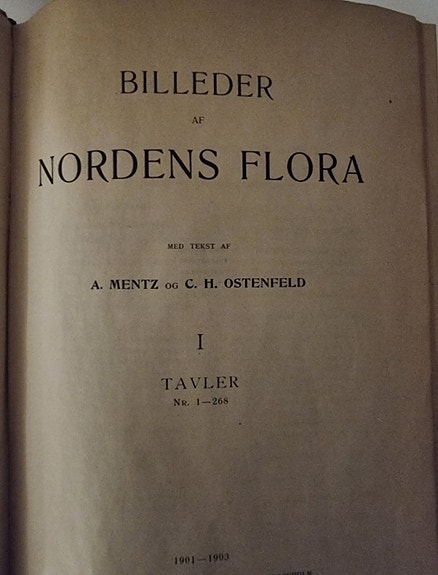 BILLEDER
AF
NORDENS FLORA
MED TEKST AF
A. MENTZ OG C. H. OSTENFELD
I
TAVLER
NR. 1—268
1901—1903